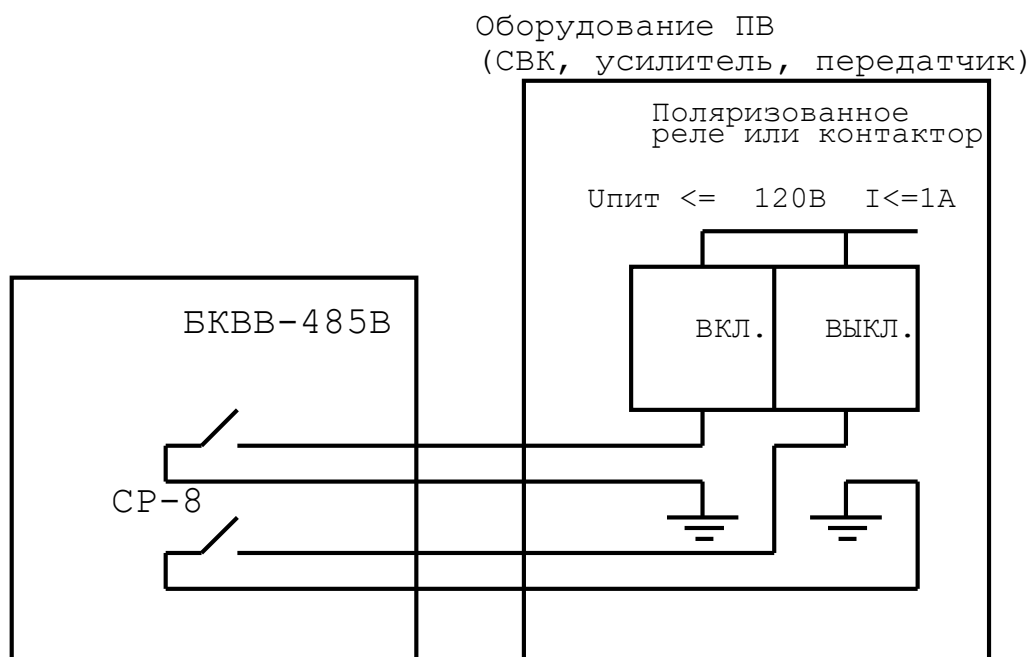 Оборудование ПВ
(СВК, усилитель, передатчик)
Поляризованное
реле или контактор
Uпит <= 120В I<=1А
БКВВ-485В
ВКЛ. ВЫКЛ.
СР-8